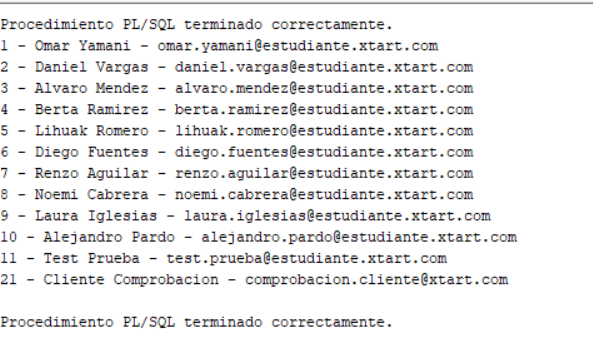 Procedimiento PL/SQL terminado correctamente.
1 - Omar Yamani - omar.yamani@estudiante.xtart.com
2 - Daniel Vargas - daniel.vargas@estudiante.xtart.com
3 - Alvaro Mendez - alvaro.mendez@estudiante.xtart.com
4 - Berta Ramirez - berta.ramirez@estudiante.xtart.com
5 - Lihuak Romero - lihuak.romero@estudiante.xtart.com
6 - Diego Fuentes - diego.fuentes@estudiante.xtart.com
7 - Renzo Aguilar - renzo.aguilar@estudiante.xtart.com
8 - Noemi Cabrera - noemi.cabrera@estudiante.xtart.com
9 - Laura Iglesias - laura.iglesias@estudiante.xtart.com
10 - Alejandro Pardo - alejandro.pardo@estudiante.xtart.com
11 - Test Prueba - test.prueba@estudiante.xtart.com
21 - Cliente Comprobacion - comprobacion.cliente@xtart.com
Procedimiento PL/SQL terminado correctamente.